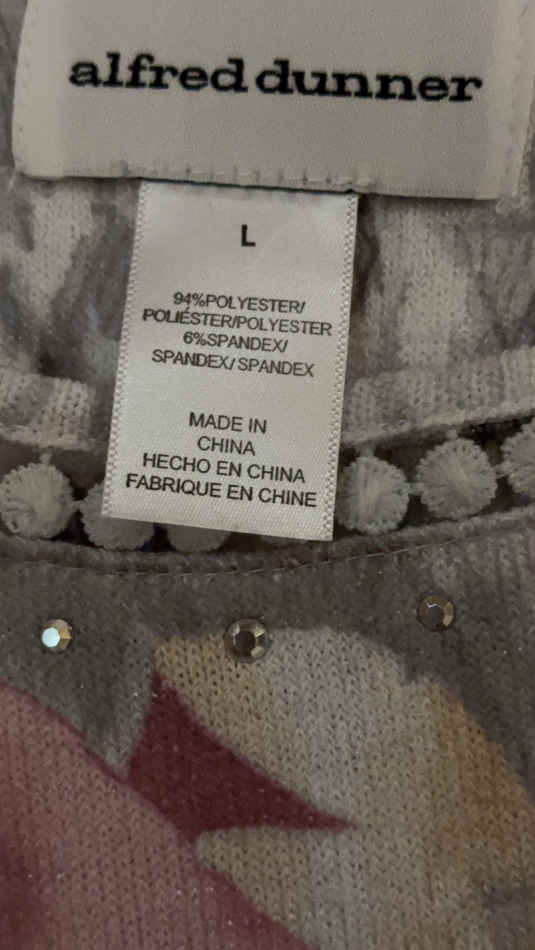 alfred dunner
L
94%POLYESTER/
POLIÉSTER/POLYESTER
6%SPANDEX/
SPANDEX/ SPANDEX
MADE IN
CHINA
HECHO EN CHINA
FABRIQUE EN CHINE